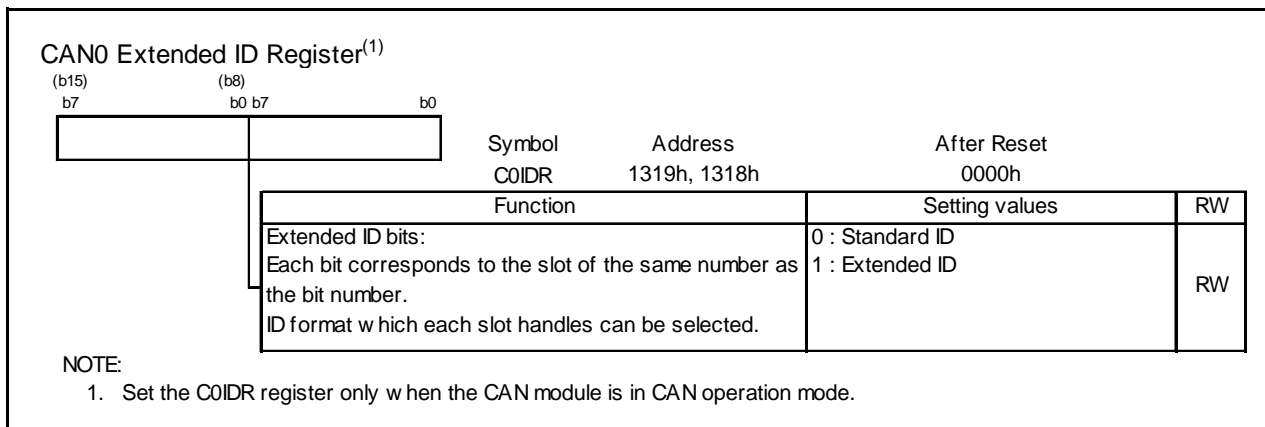 CAN0 Extended ID Register(1)
(b15) (b8)
b7 b0 b7 b0
Symbol Address After Reset
C0IDR 1319h, 1318h 0000h
Function Setting values RW
Extended ID bits: 0 : Standard ID
Each bit corresponds to the slot of the same number as 1 : Extended ID
the bit number. RW
ID format which each slot handles can be selected.
NOTE:
1. Set the C0IDR register only when the CAN module is in CAN operation mode.